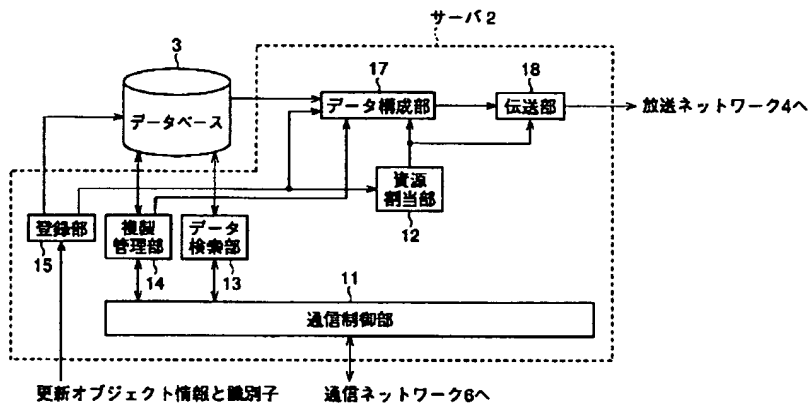 サーバ2
3
データベース
17
データ構成部
18
伝送部
放送ネットワーク4へ
資源
割当部
12
登録部
15
複製
管理部
14
データ
検索部
13
11
通信制御部
更新オブジェクト情報と識別子
通信ネットワーク6へ